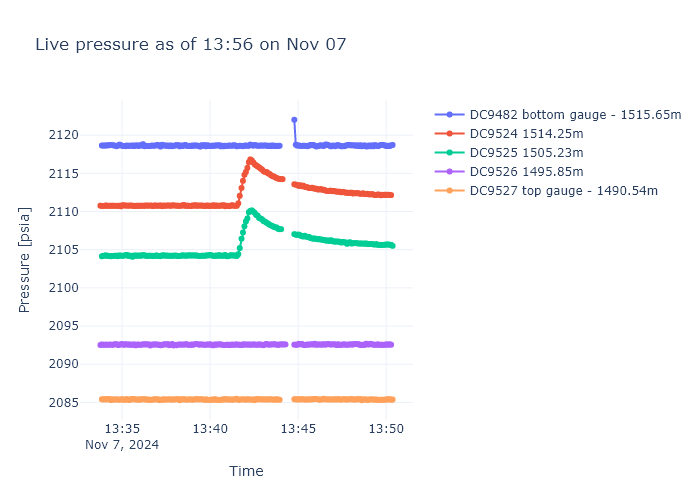 Live pressure as of 13:56 on Nov 07
DC9482 bottom gauge - 1515.65m
DC9524 1514.25m
DC9525 1505.23m
DC9526 1495.85m
DC9527 top gauge - 1490.54m
Pressure [psia]
2120
2115
2110
2105
2100
2095
2090
2085
13:35
13:40
13:45
13:50
Nov 7, 2024
Time